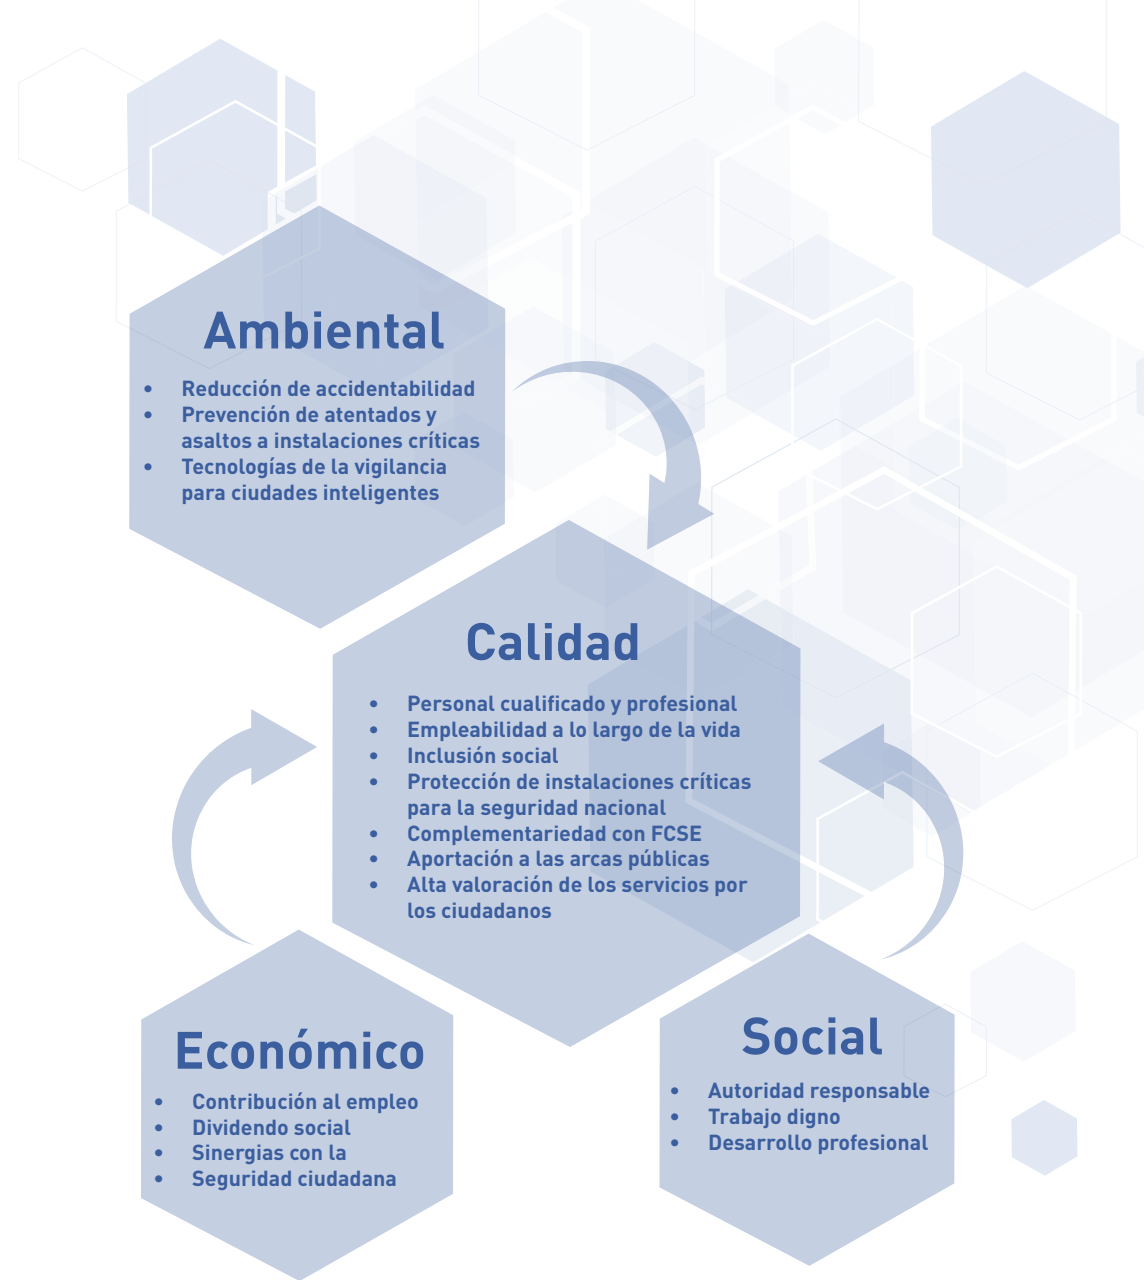 Ambiental
• Reducción de accidentabilidad
• Prevención de atentados y
asaltos a instalaciones críticas
• Tecnologías de la vigilancia
para ciudades inteligentes
Calidad
• Personal cualificado y profesional
• Empleabilidad a lo largo de la vida
• Inclusión social
• Protección de instalaciones críticas
para la seguridad nacional
• Complementariedad con FCSE
• Aportación a las arcas públicas
• Alta valoración de los servicios por
los ciudadanos
Económico
• Contribución al empleo
• Dividendo social
• Sinergias con la
• Seguridad ciudadana
Social
• Autoridad responsable
• Trabajo digno
• Desarrollo profesional